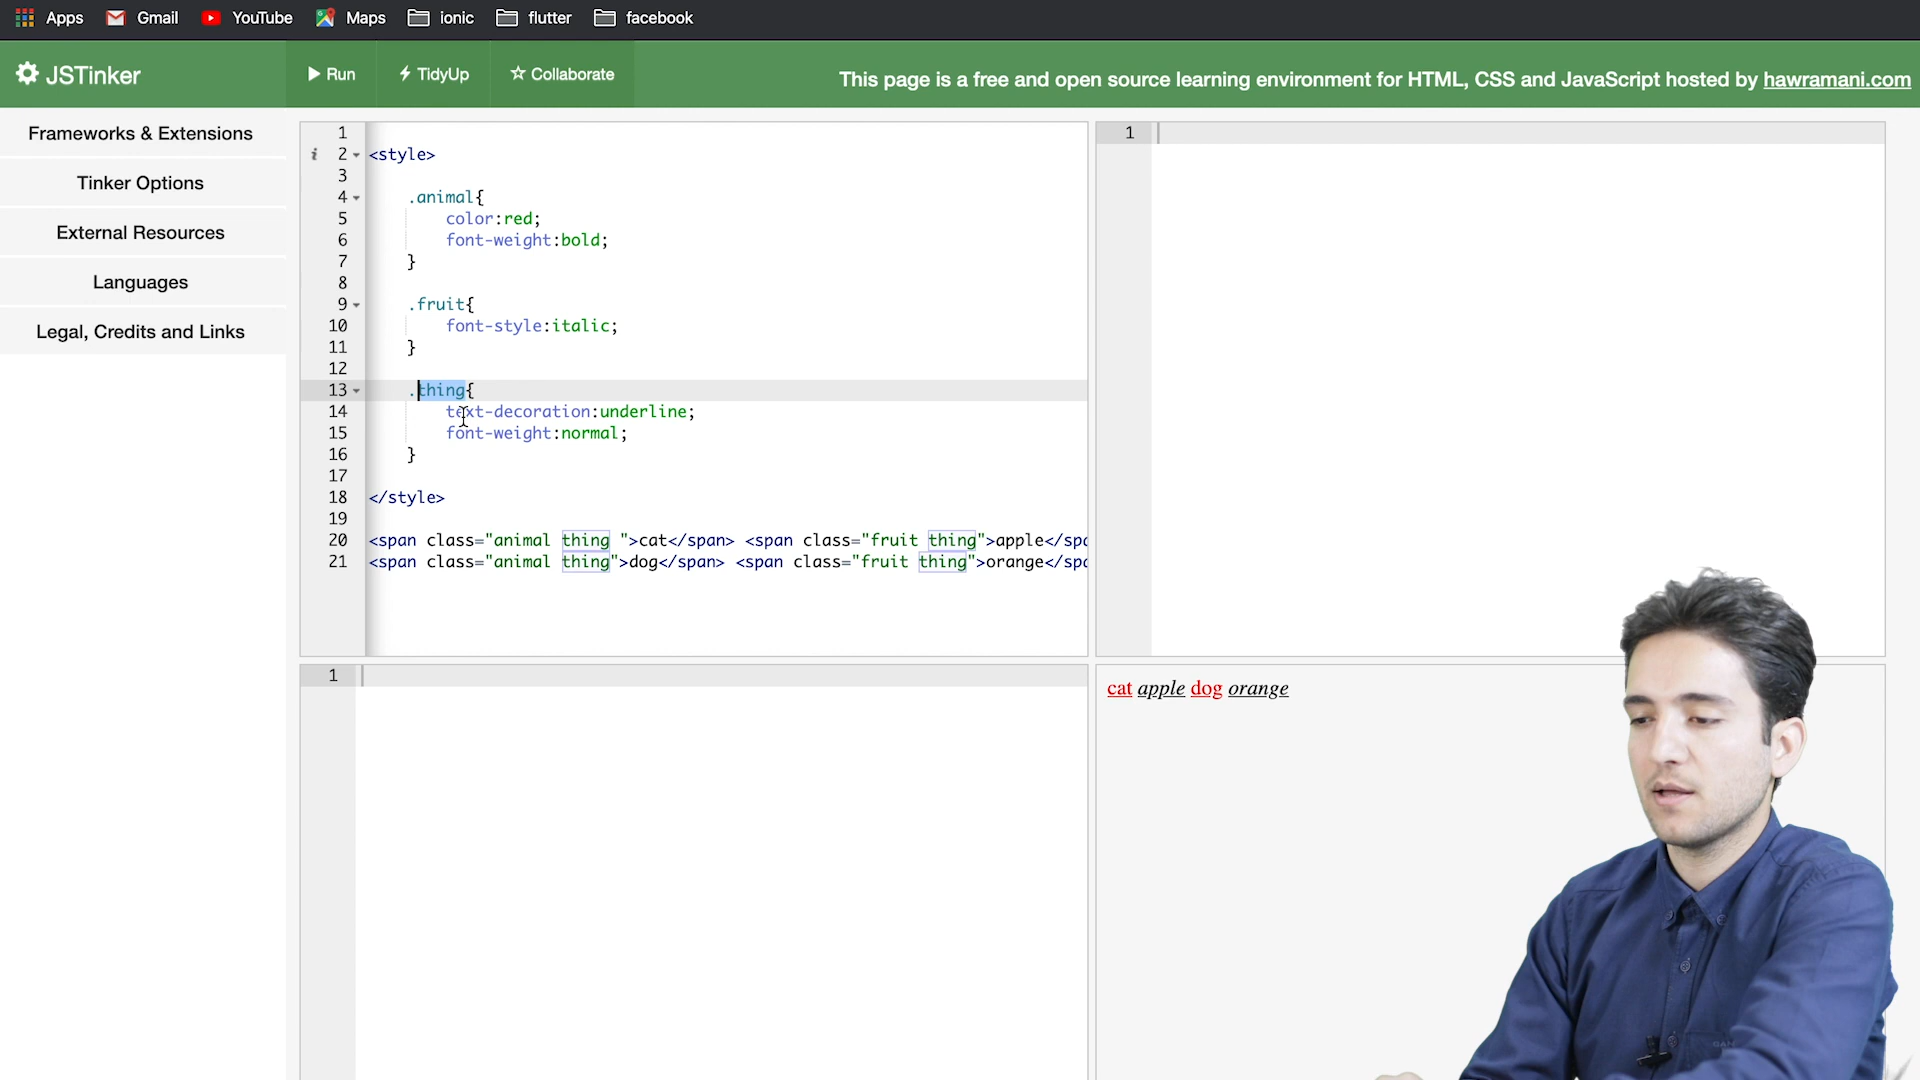 Apps Gmail YouTube Maps ionic flutter facebook
JSTinker Run TidyUp Collaborate This page is a free and open source learning environment for HTML, CSS and JavaScript hosted by hawramani.com
Frameworks & Extensions
Tinker Options
External Resources
Languages
Legal, Credits and Links
1
i 2 <style>
3
4 .animal{
5 color:red;
6 font-weight:bold;
7 }
8
9 .fruit{
10 font-style:italic;
11 }
12
13 .thing{
14 text-decoration:underline;
15 font-weight:normal;
16 }
17
18 </style>
19
20 <span class="animal thing ">cat</span> <span class="fruit thing">apple</sp
21 <span class="animal thing">dog</span> <span class="fruit thing">orange</sp
1
1
cat apple dog orange